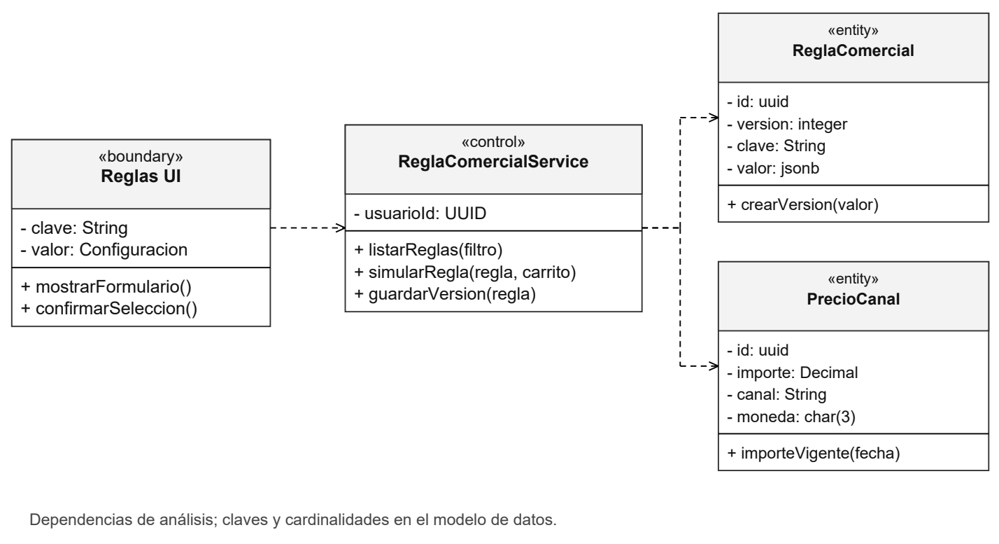 «boundary»
Reglas UI
- clave: String
- valor: Configuracion
+ mostrarFormulario()
+ confirmarSeleccion()
«control»
ReglaComercialService
- usuarioId: UUID
+ listarReglas(filtro)
+ simularRegla(regla, carrito)
+ guardarVersion(regla)
«entity»
ReglaComercial
- id: uuid
- version: integer
- clave: String
- valor: jsonb
+ crearVersion(valor)
«entity»
PrecioCanal
- id: uuid
- importe: Decimal
- canal: String
- moneda: char(3)
+ importeVigente(fecha)
Dependencias de análisis; claves y cardinalidades en el modelo de datos.